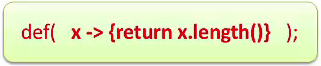 def( x -> {return x.length()} );